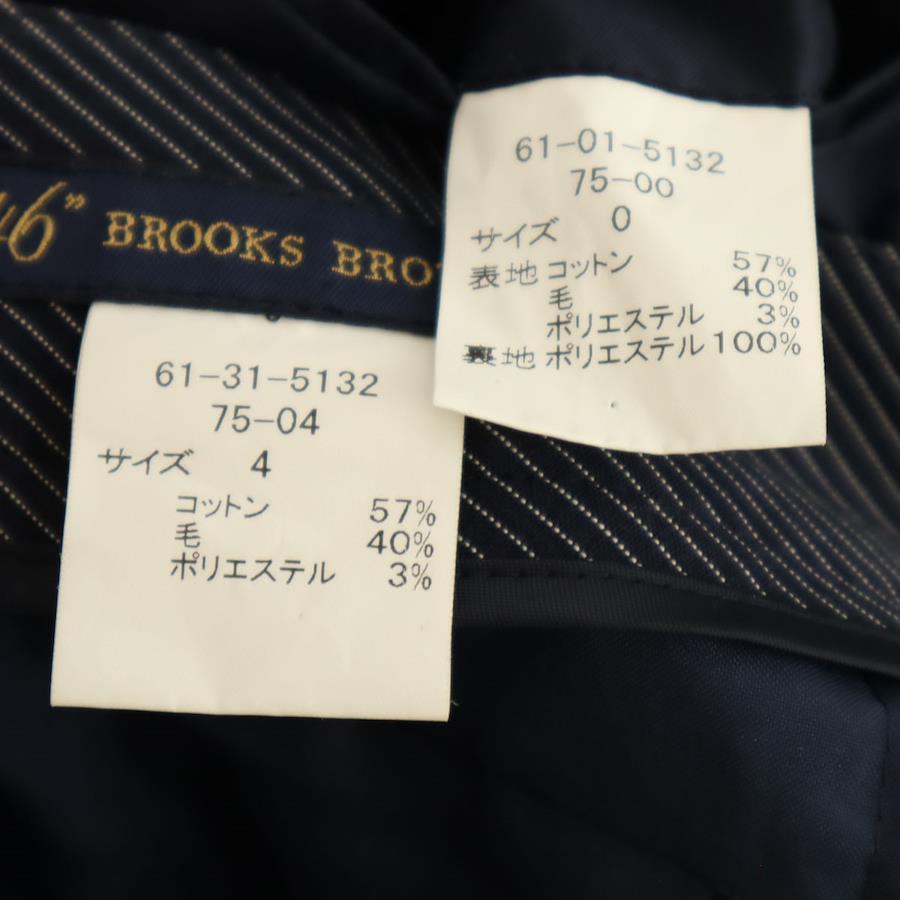 46” BROOKS
61-01-5132
75-00
サイズ 0
表地 コットン 57%
毛 40%
ポリエステル 3%
裏地 ポリエステル 100%
61-31-5132
75-04
サイズ 4
コットン 57%
毛 40%
ポリエステル 3%